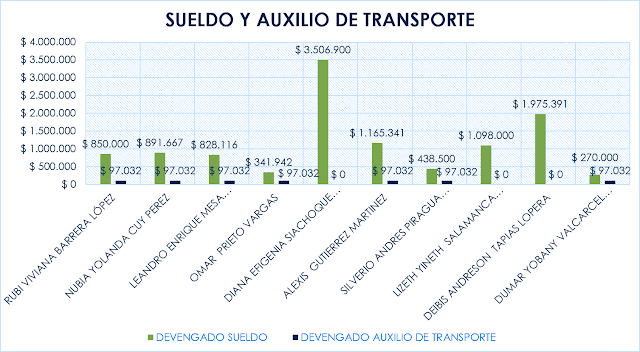 SUELDO Y AUXILIO DE TRANSPORTE
$ 4.000.000
$ 3.500.000
$ 3.000.000
$ 2.500.000
$ 2.000.000
$ 1.500.000
$ 1.000.000
$ 500.000
$ 0
$ 850.000
$ 97.032
$ 891.667
$ 97.032
$ 828.116
$ 97.032
$ 341.942
$ 97.032
$ 3.506.900
$ 0
$ 1.165.341
$ 97.032
$ 438.500
$ 97.032
$ 1.098.000
$ 0
$ 1.975.391
$ 0
$ 270.000
$ 97.032
RUBI VIVIANA BARRERA LÓPEZ
NUBIA YOLANDA CUY PEREZ
LEANDRO ENRIQUE MESA...
OMAR PRIETO VARGAS
DIANA EFIGENIA SIACHOQUE...
ALEXIS GUTIERREZ MARTINEZ
SILVERIO ANDRES PIRAGUA...
LIZETH YINETH SALAMANCA...
DEIBIS ANDRESON TAPIAS LOPERA
DUMAR YOBANY VALCARCEL...
DEVENGADO SUELDO
DEVENGADO AUXILIO DE TRANSPORTE